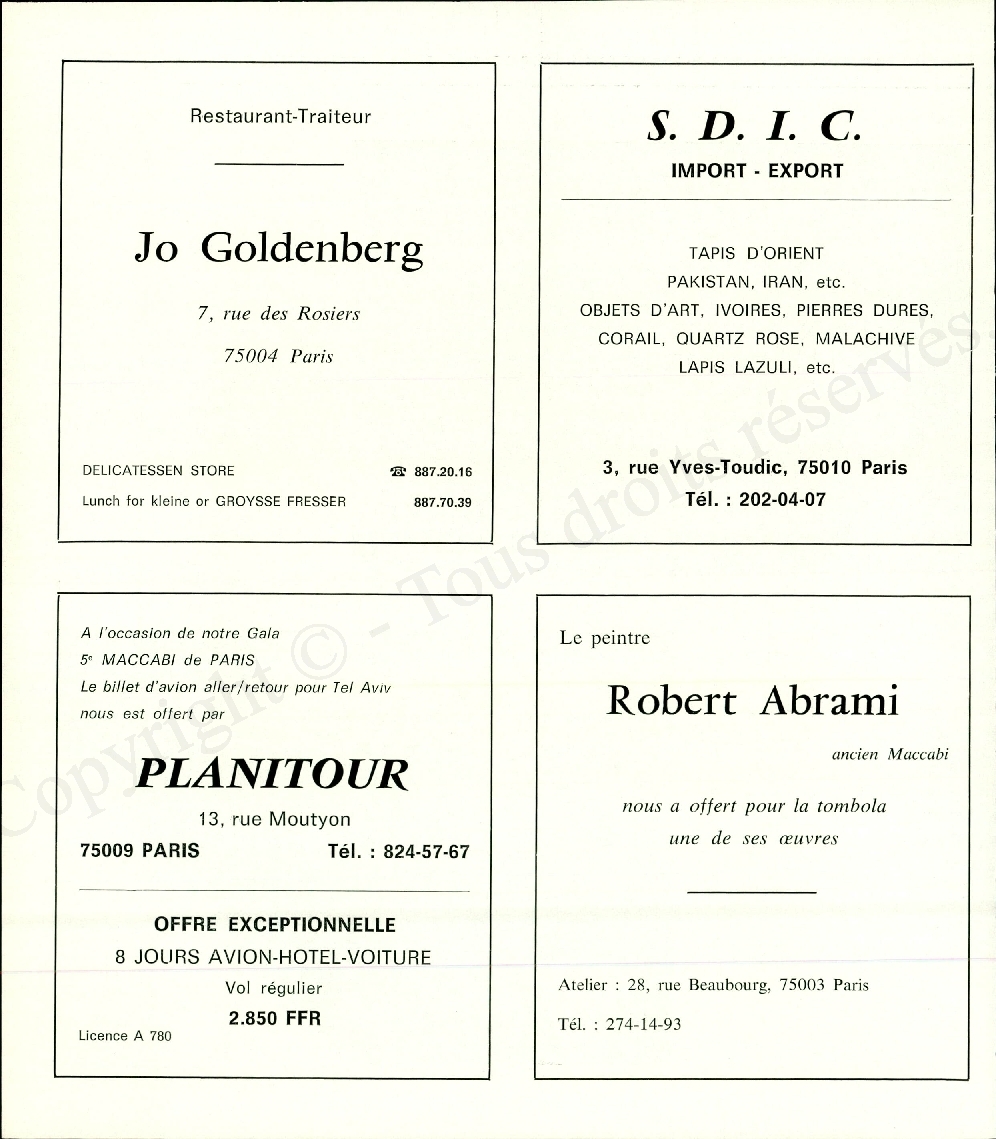 Restaurant-Traiteur
Jo Goldenberg
7, rue des Rosiers
75004 Paris
DELICATESSEN STORE ☎ 887.20.16
Lunch for kleine or GROYSSE FRESSER 887.70.39
S. D. I. C.
IMPORT - EXPORT
TAPIS D'ORIENT
PAKISTAN, IRAN, etc.
OBJETS D'ART, IVOIRES, PIERRES DURES,
CORAIL, QUARTZ ROSE, MALACHIVE
LAPIS LAZULI, etc.
3, rue Yves-Toudic, 75010 Paris
Tél. : 202-04-07
A l'occasion de notre Gala
5e MACCABI de PARIS
Le billet d'avion aller/retour pour Tel Aviv
nous est offert par
PLANITOUR
13, rue Moutyon
75009 PARIS Tél. : 824-57-67
OFFRE EXCEPTIONNELLE
8 JOURS AVION-HOTEL-VOITURE
Vol régulier
2.850 FFR
Licence A 780
Le peintre
Robert Abrami
ancien Maccabi
nous a offert pour la tombola
une de ses œuvres
Atelier : 28, rue Beaubourg, 75003 Paris
Tél. : 274-14-93
Copyright © - Tous droits réservés.